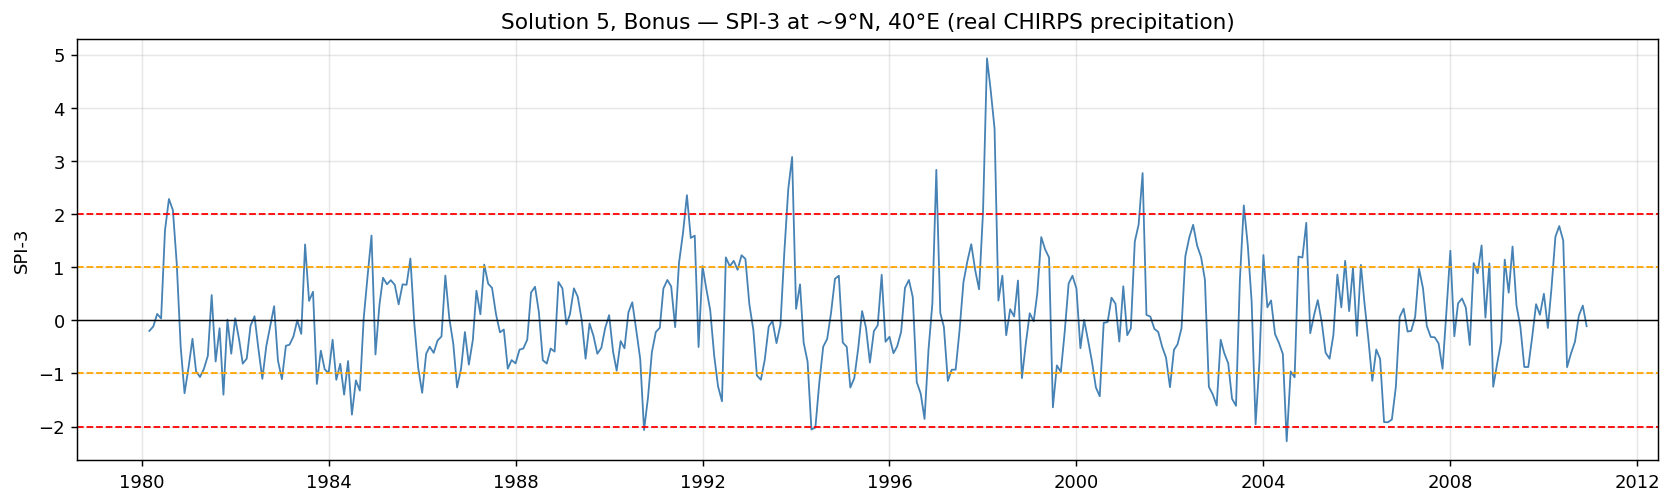 Solution 5, Bonus — SPI-3 at ~9°N, 40°E (real CHIRPS precipitation)
5
4
3
2
1
0
−1
−2
SPI-3
1980 1984 1988 1992 1996 2000 2004 2008 2012